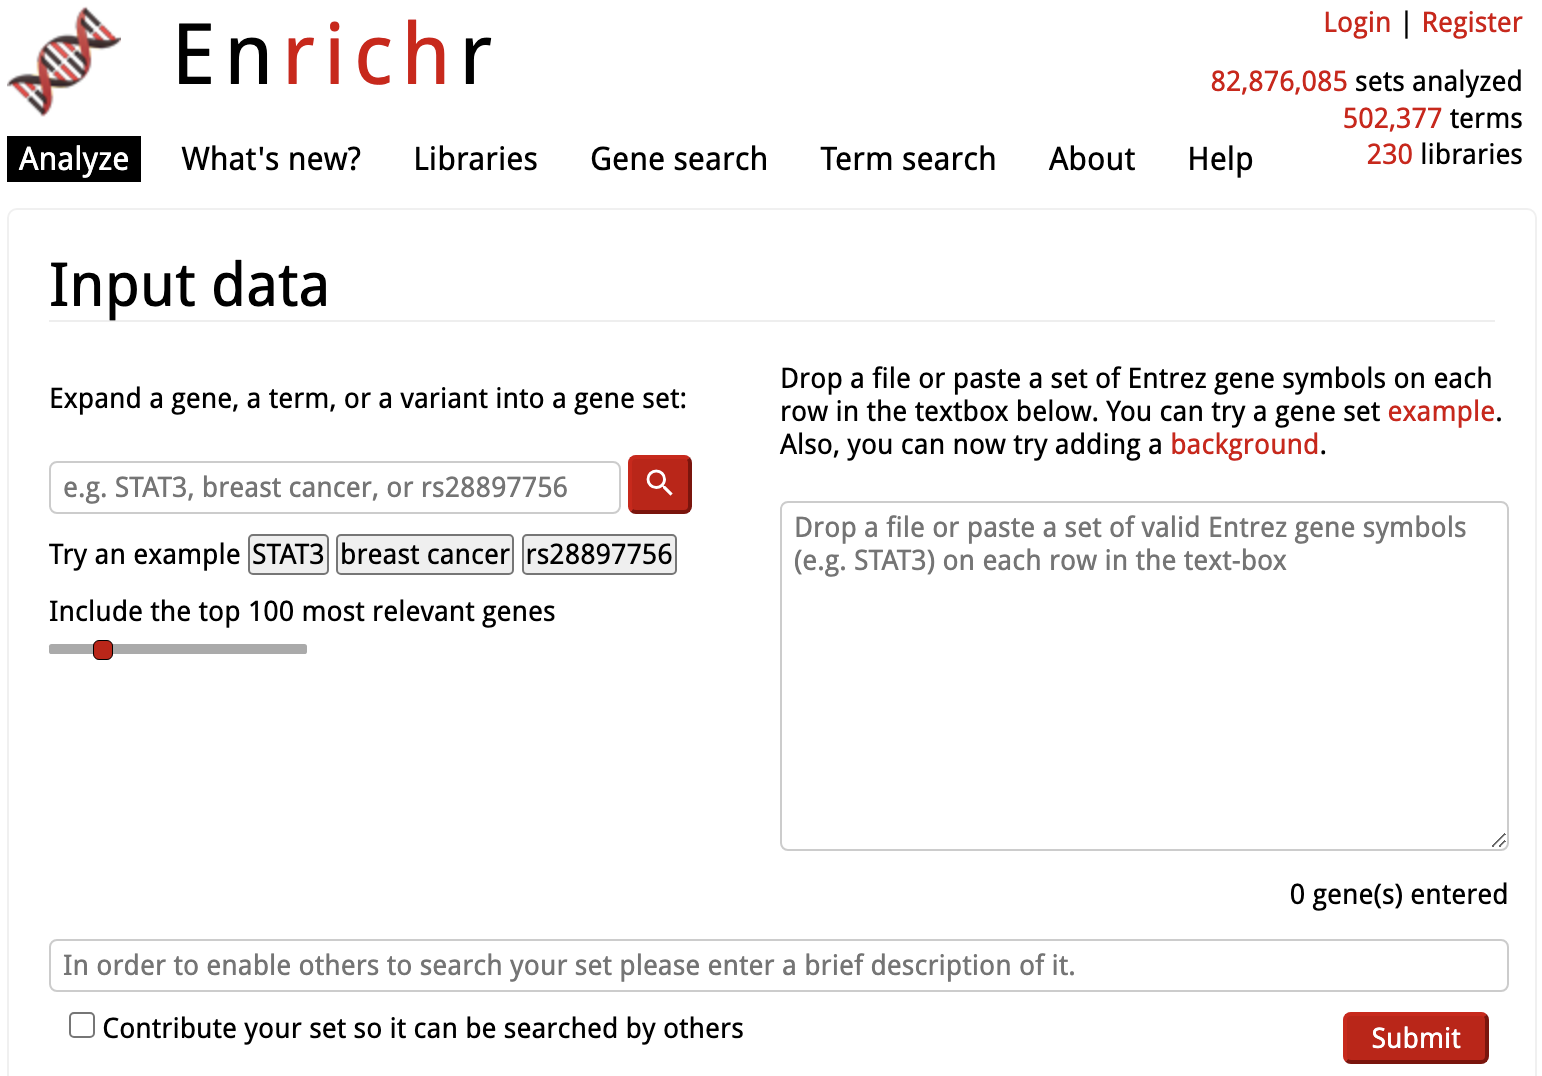 Enrichr
Login | Register
82,876,085 sets analyzed
502,377 terms
230 libraries
Analyze What's new? Libraries Gene search Term search About Help
Input data
Expand a gene, a term, or a variant into a gene set:
e.g. STAT3, breast cancer, or rs28897756
Try an example STAT3 breast cancer rs28897756
Include the top 100 most relevant genes
Drop a file or paste a set of Entrez gene symbols on each
row in the textbox below. You can try a gene set example.
Also, you can now try adding a background.
Drop a file or paste a set of valid Entrez gene symbols
(e.g. STAT3) on each row in the text-box
0 gene(s) entered
In order to enable others to search your set please enter a brief description of it.
Contribute your set so it can be searched by others
Submit